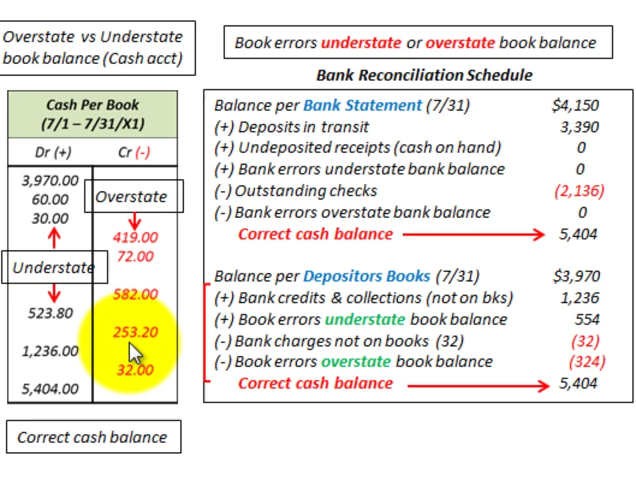 Overstate vs Understate
book balance (Cash acct)
Book errors understate or overstate book balance
Bank Reconciliation Schedule
Cash Per Book
(7/1 – 7/31/X1)
Dr (+) Cr (-)
3,970.00
60.00
30.00
Overstate
419.00
72.00
Understate
582.00
523.80
253.20
1,236.00
32.00
5,404.00
Correct cash balance
Balance per Bank Statement (7/31) $4,150
(+) Deposits in transit 3,390
(+) Undeposited receipts (cash on hand) 0
(+) Bank errors understate bank balance 0
(-) Outstanding checks (2,136)
(-) Bank errors overstate bank balance 0
Correct cash balance 5,404
Balance per Depositors Books (7/31) $3,970
(+) Bank credits & collections (not on bks) 1,236
(+) Book errors understate book balance 554
(-) Bank charges not on books (32) (32)
(-) Book errors overstate book balance (324)
Correct cash balance 5,404